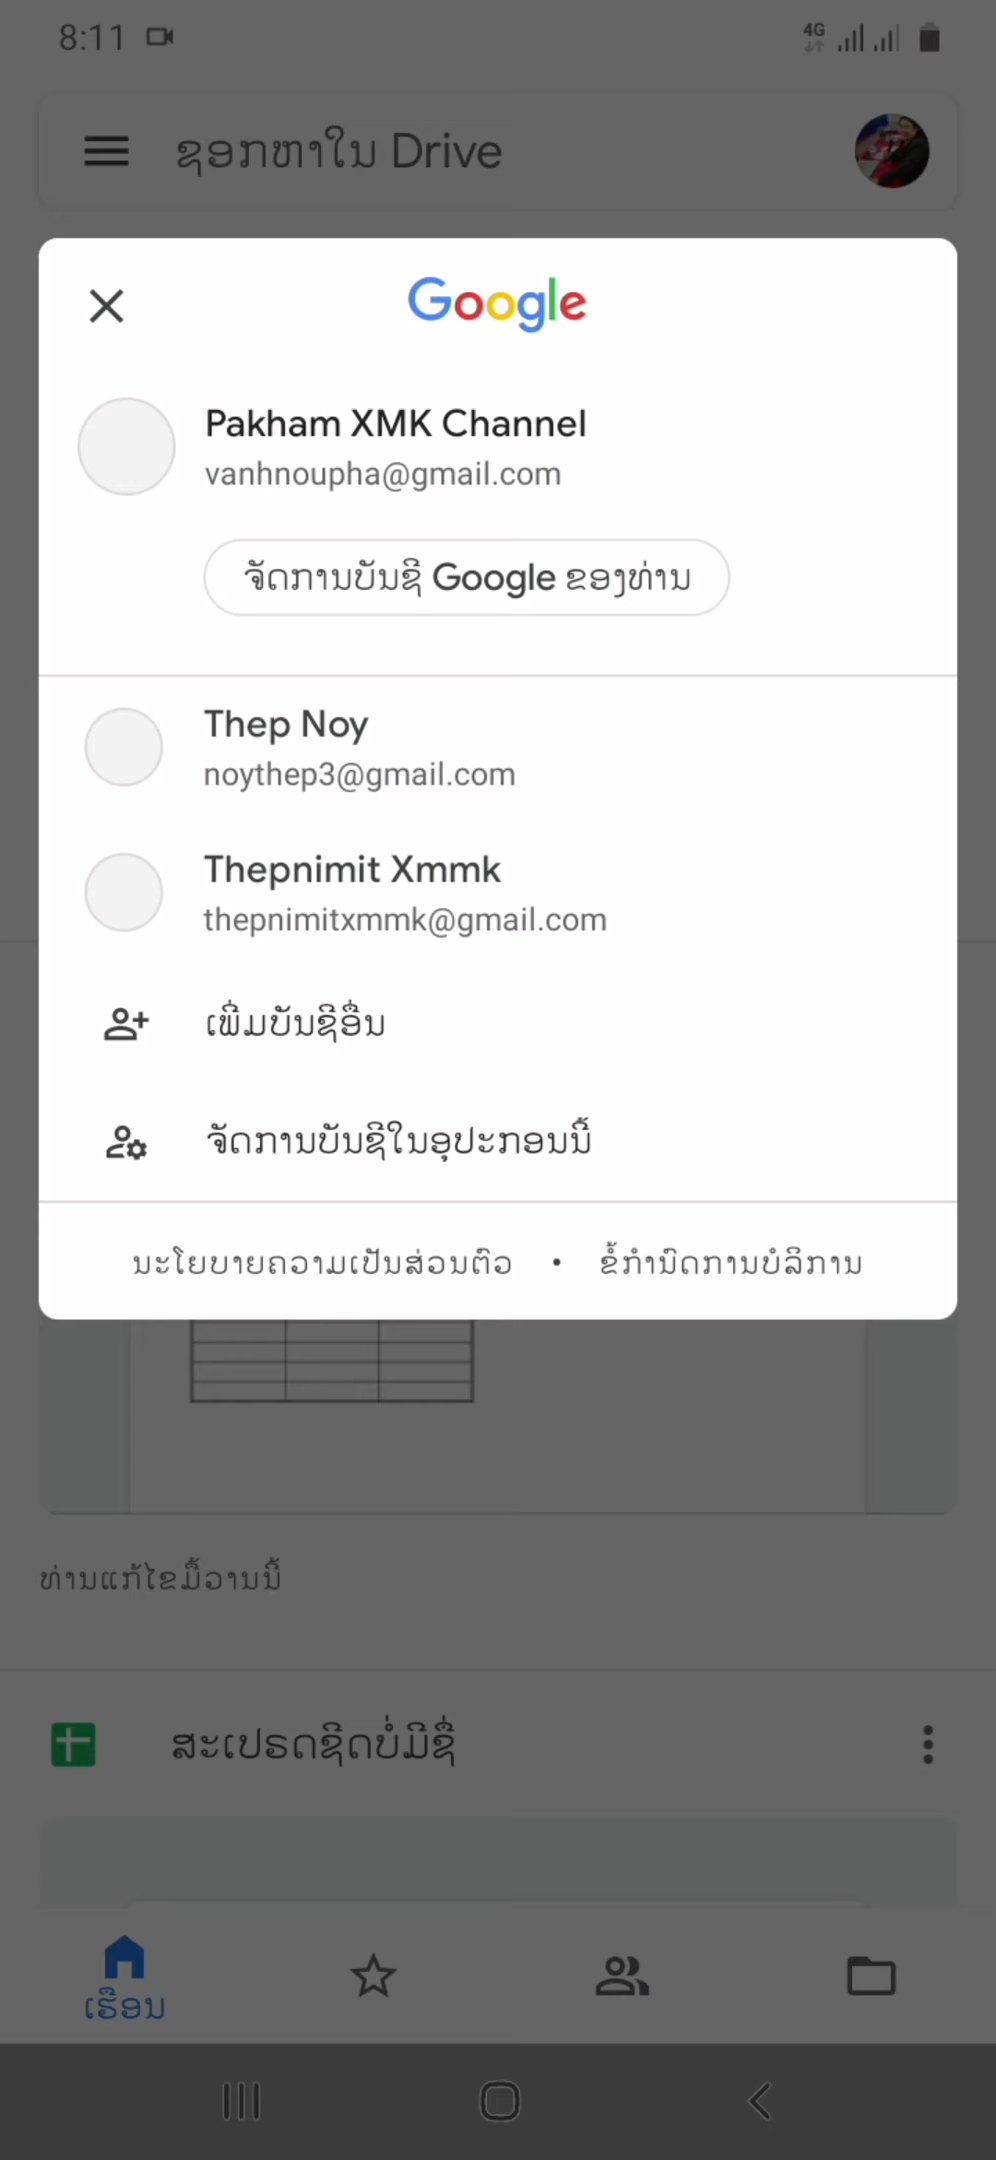 8:11
4G
ຊອກຫາໃນ Drive
Google
Pakham XMK Channel
vanhnoupha@gmail.com
ຈັດການບັນຊີ Google ຂອງທ່ານ
Thep Noy
noythep3@gmail.com
Thepnimit Xmmk
thepnimitxmmk@gmail.com
ເພີ່ມບັນຊີອື່ນ
ຈັດການບັນຊີໃນອຸປະກອນນີ້
ນະໂຍບາຍຄວາມເປັນສ່ວນຕົວ • ຂໍ້ກໍານົດການບໍລິການ
ທ່ານແກ້ໄຂມື້ວານນີ້
ສະເປຣດຊີດບໍ່ມີຊື່
ເຮືອນ